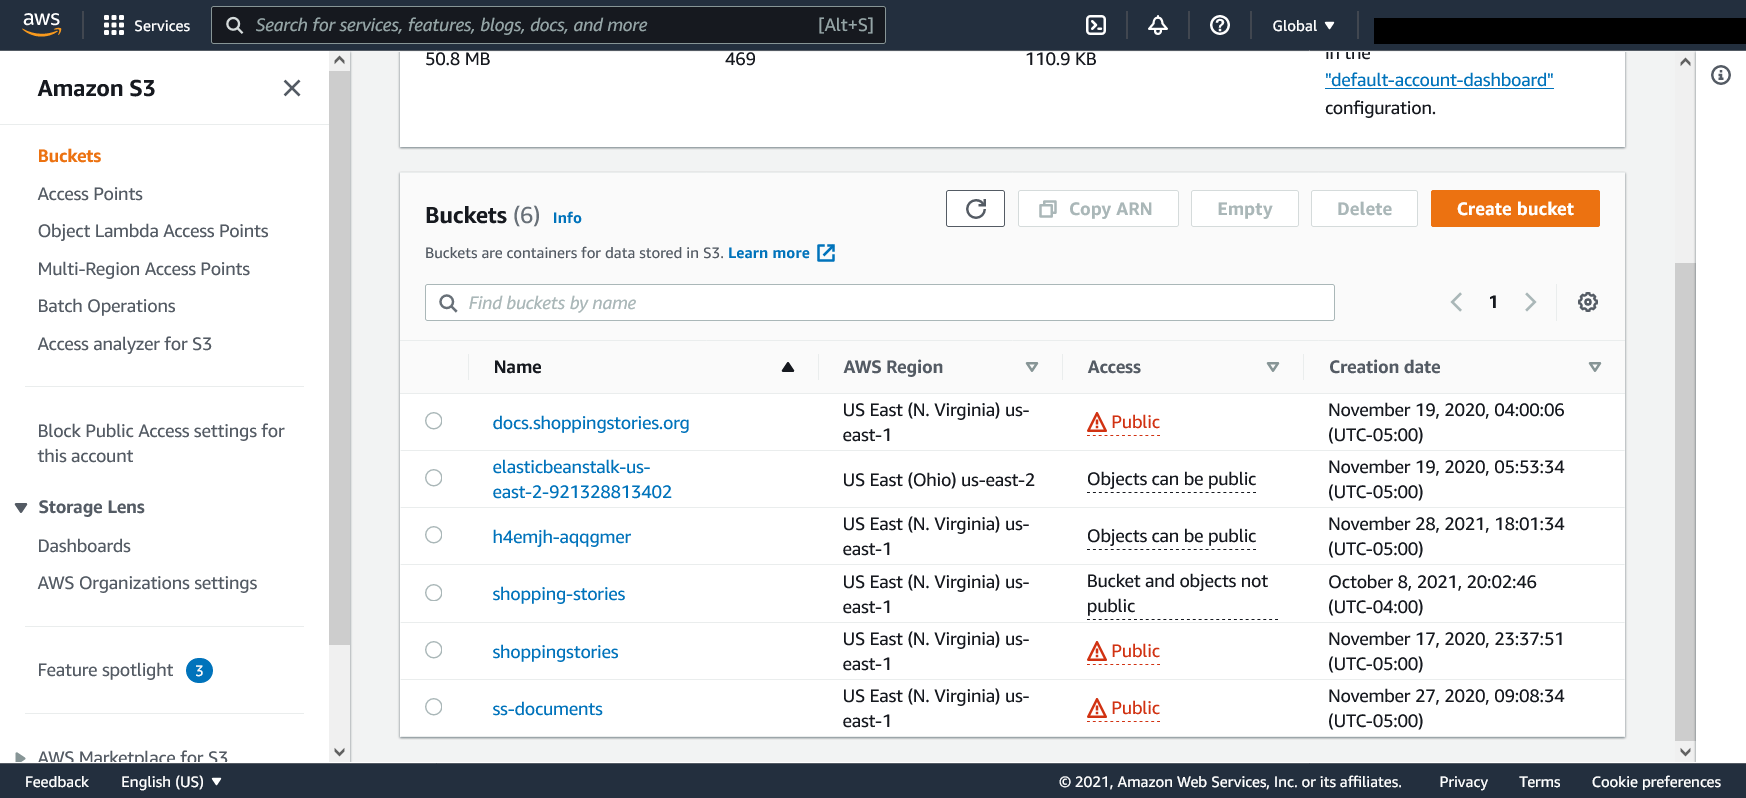 aws
Services
Search for services, features, blogs, docs, and more [Alt+S]
Global
Amazon S3
Buckets
Access Points
Object Lambda Access Points
Multi-Region Access Points
Batch Operations
Access analyzer for S3
Block Public Access settings for
this account
Storage Lens
Dashboards
AWS Organizations settings
Feature spotlight 3
AWS Marketplace for S3
50.8 MB 469 110.9 KB in the
"default-account-dashboard"
configuration.
Buckets (6) Info
Copy ARN Empty Delete Create bucket
Buckets are containers for data stored in S3. Learn more
Find buckets by name
1
Name AWS Region Access Creation date
docs.shoppingstories.org
US East (N. Virginia) us-
east-1
Public
November 19, 2020, 04:00:06
(UTC-05:00)
elasticbeanstalk-us-
east-2-921328813402
US East (Ohio) us-east-2
Objects can be public
November 19, 2020, 05:53:34
(UTC-05:00)
h4emjh-aqqgmer
US East (N. Virginia) us-
east-1
Objects can be public
November 28, 2021, 18:01:34
(UTC-05:00)
shopping-stories
US East (N. Virginia) us-
east-1
Bucket and objects not
public
October 8, 2021, 20:02:46
(UTC-04:00)
shoppingstories
US East (N. Virginia) us-
east-1
Public
November 17, 2020, 23:37:51
(UTC-05:00)
ss-documents
US East (N. Virginia) us-
east-1
Public
November 27, 2020, 09:08:34
(UTC-05:00)
Feedback English (US) © 2021, Amazon Web Services, Inc. or its affiliates. Privacy Terms Cookie preferences